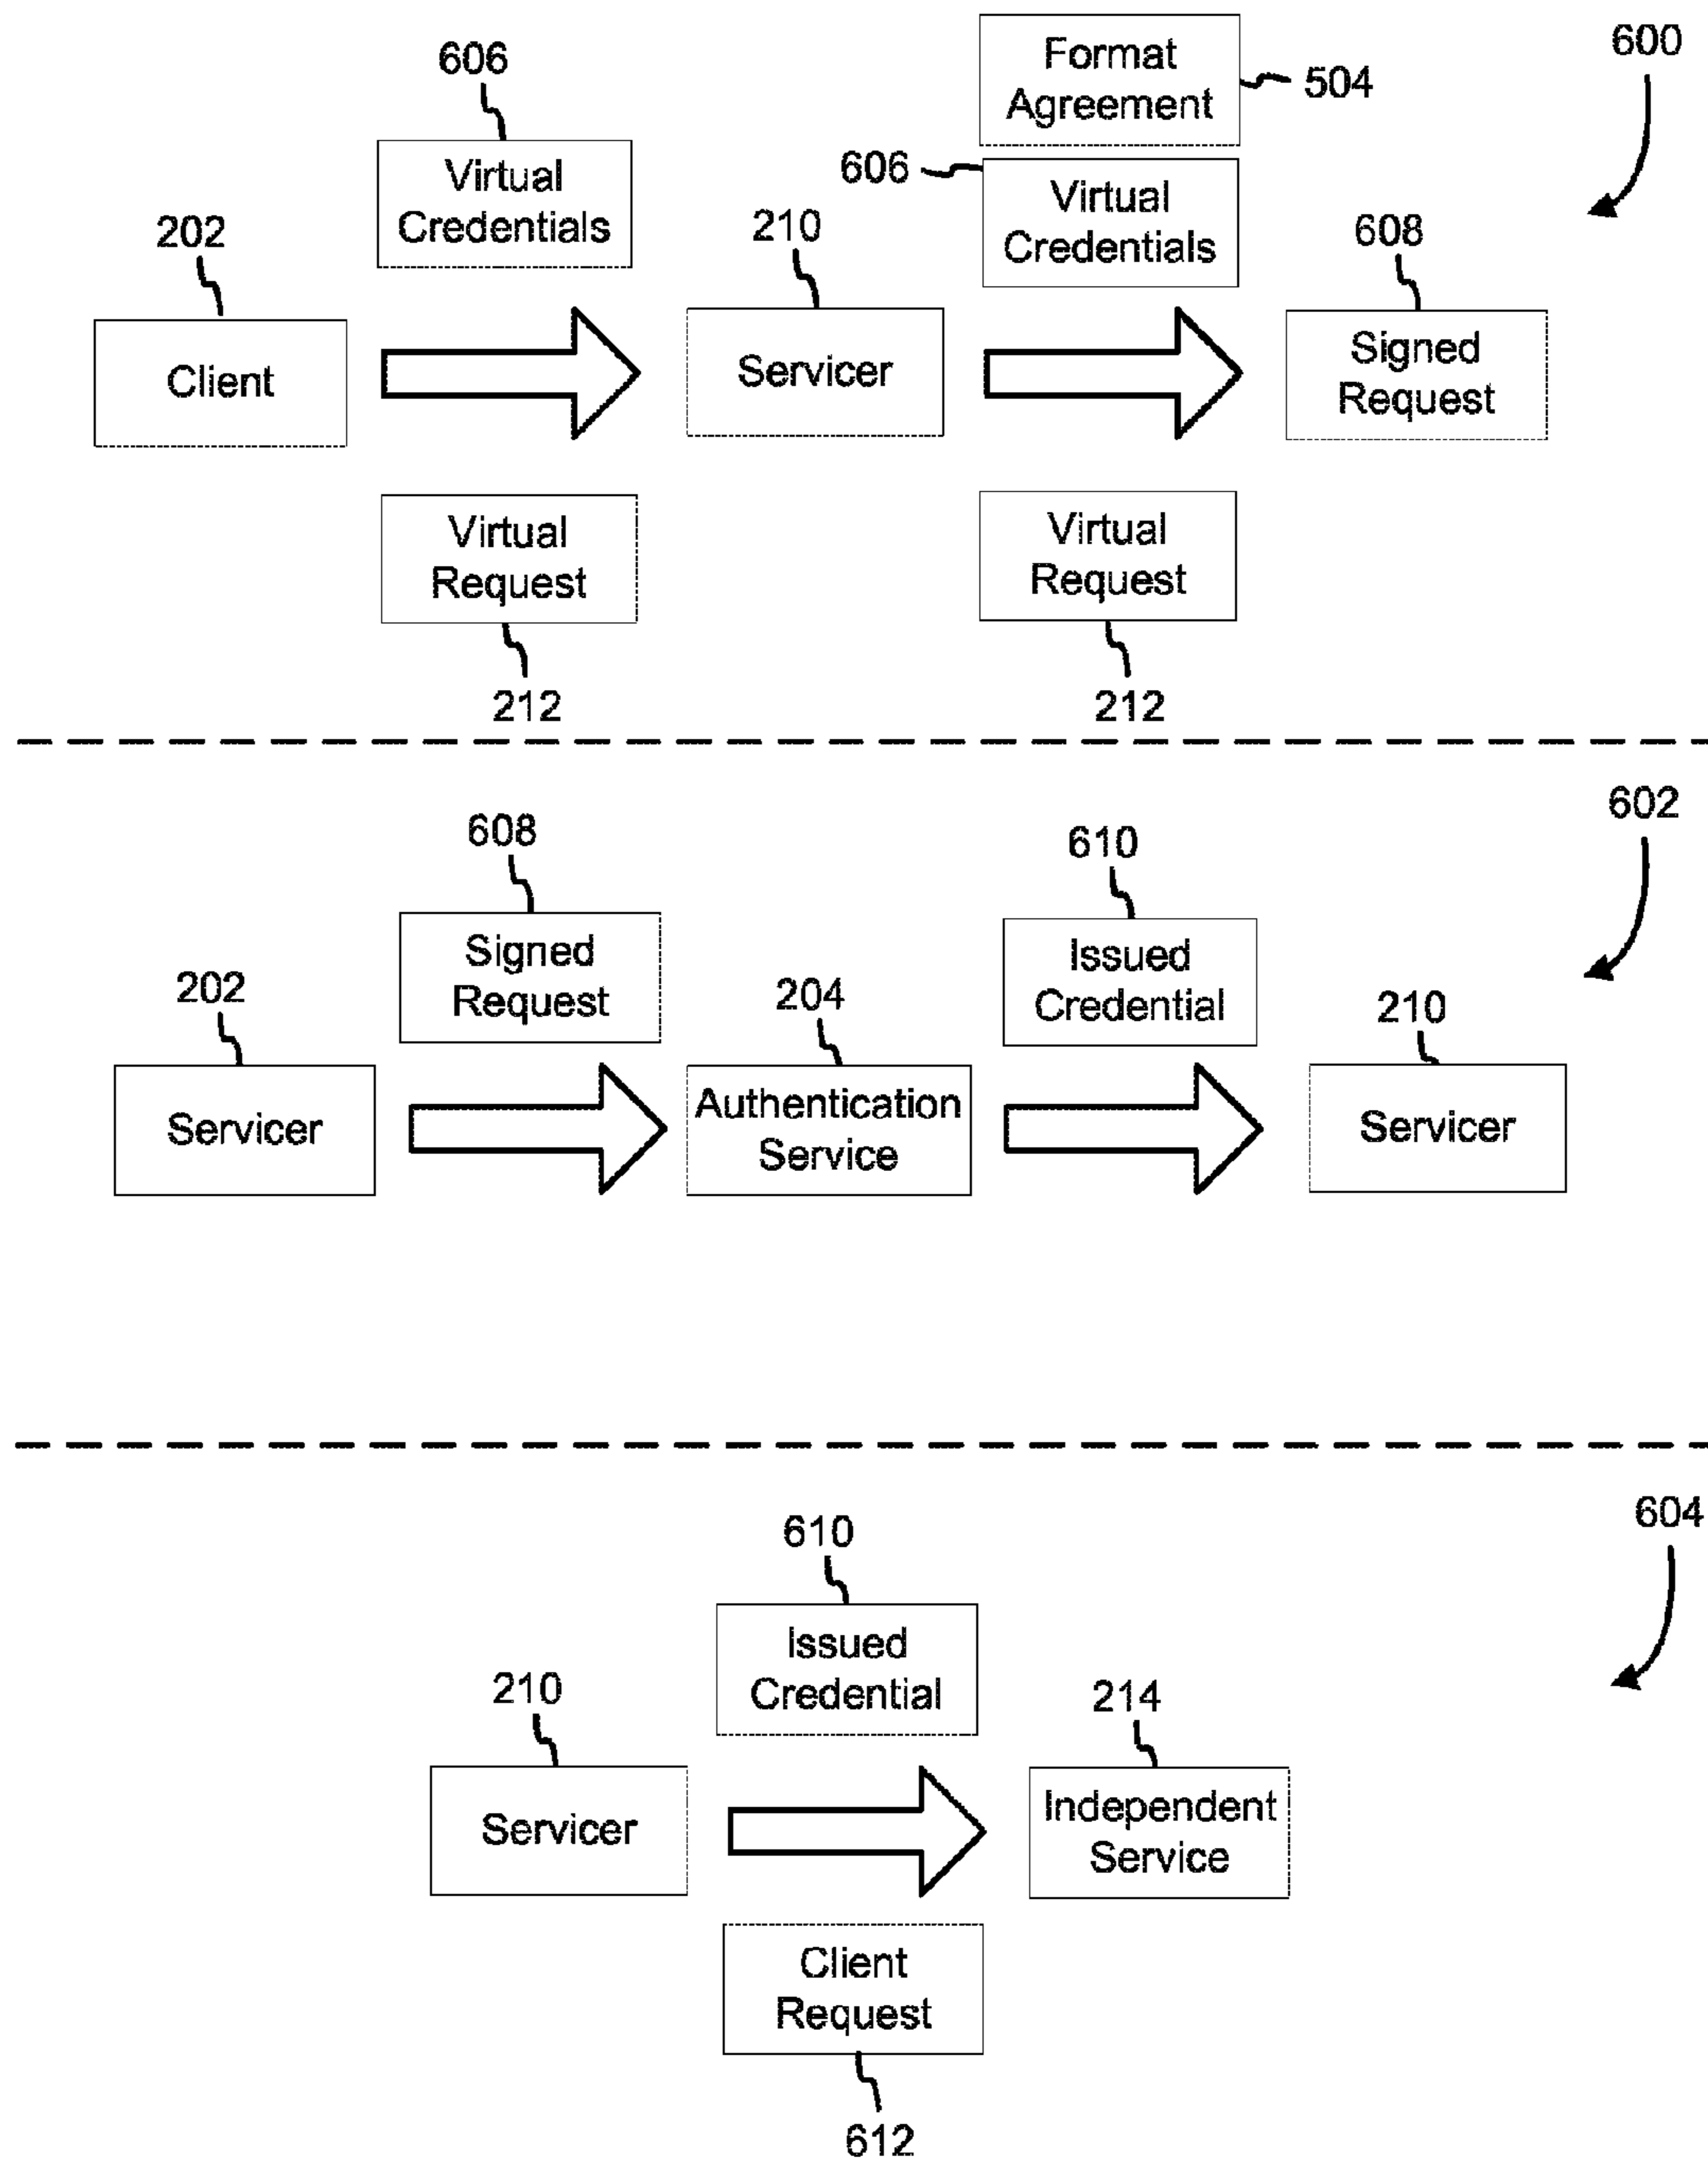 600
606
Format
Agreement
504
Virtual
Credentials
606
Virtual
Credentials
202
210
608
Client
Servicer
Signed
Request
Virtual
Request
212
Virtual
Request
212
602
608
610
Signed
Request
Issued
Credential
202
204
210
Servicer
Authentication
Service
Servicer
604
610
Issued
Credential
210
214
Servicer
Independent
Service
Client
Request
612